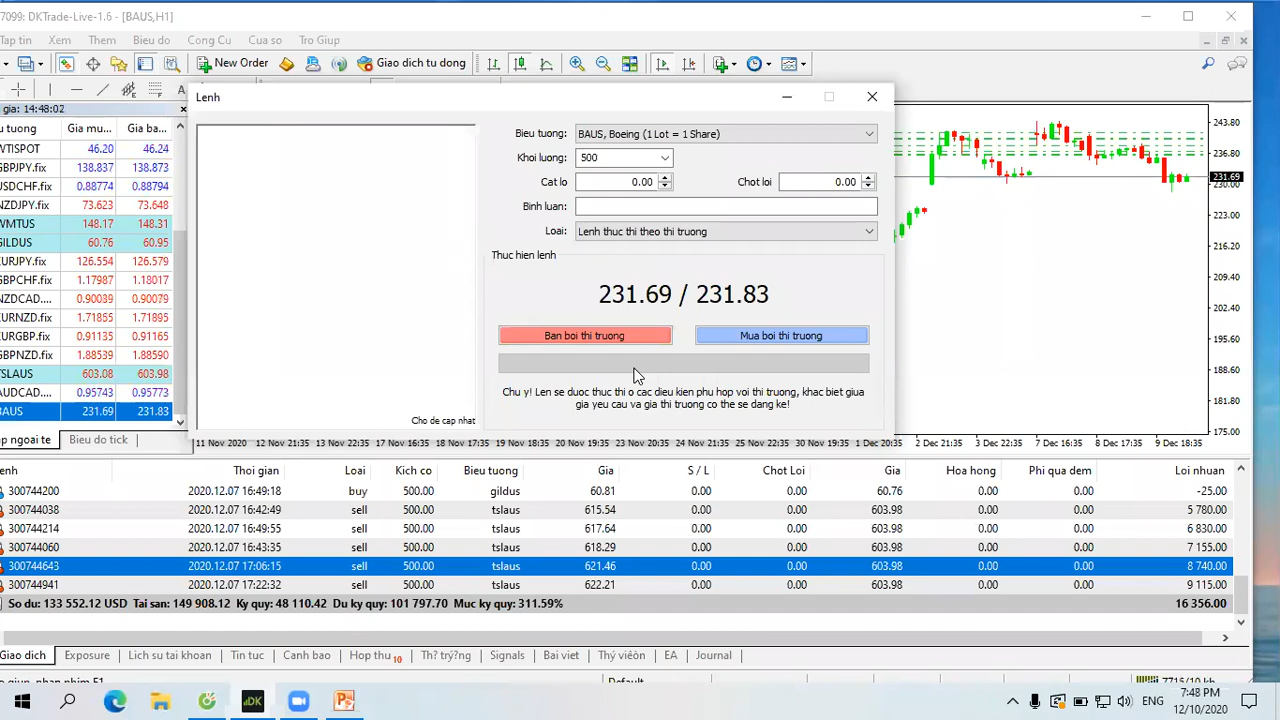 7099: DKTrade-Live-1.6 - [BAUS,H1]
Tap tin Xem Them Bieu do Cong Cu Cua so Tro Giup
New Order Giao dich tu dong
A
gia: 14:48:02
tuong Gia mu... Gia ba...
WTISPOT 46.20 46.24
GBPJPY.fix 138.837 138.873
USDCHF.fix 0.88774 0.88794
NZDJPY.fix 73.623 73.648
WMTUS 148.17 148.31
GILDUS 60.76 60.95
EURJPY.fix 126.554 126.579
GBPCHF.fix 1.17987 1.18017
NZDCAD.... 0.90039 0.90079
EURNZD.... 1.71855 1.71895
EURGBP.fix 0.91135 0.91165
GBPNZD.... 1.88539 1.88595
TSLAUS 603.08 603.98
AUDCAD.... 0.95743 0.95773
BAUS 231.69 231.83
ap ngoai te Bieu do tick
Lenh
Bieu tuong: BAUS, Boeing (1 Lot = 1 Share)
Khoi luong: 500
Cat lo 0.00 Chot loi 0.00
Binh luan:
Loai: Lenh thuc thi theo thi truong
Thuc hien lenh
231.69 / 231.83
Ban boi thi truong Mua boi thi truong
Chu y! Len se duoc thuc thi o cac dieu kien phu hop voi thi truong, khac biet giua
gia yeu cau va gia thi truong co the se dang ke!
Cho de cap nhat
243.80
236.80
231.69
230.00
223.00
216.20
209.40
202.40
195.60
188.60
181.80
175.00
11 Nov 2020 12 Nov 21:35 13 Nov 22:35 17 Nov 16:35 18 Nov 17:35 19 Nov 18:35 20 Nov 19:35 23 Nov 20:35 24 Nov 21:35 25 Nov 22:35 30 Nov 19:35 1 Dec 20:35 2 Dec 21:35 3 Dec 22:35 7 Dec 16:35 8 Dec 17:35 9 Dec 18:35
enh Thoi gian Loai Kich co Bieu tuong Gia S / L Chot Loi Gia Hoa hong Phi qua dem Loi nhuan
300744200 2020.12.07 16:49:18 buy 500.00 gildus 60.81 0.00 0.00 60.76 0.00 0.00 -25.00
300744038 2020.12.07 16:42:49 sell 500.00 tslaus 615.54 0.00 0.00 603.98 0.00 0.00 5 780.00
300744214 2020.12.07 16:49:55 sell 500.00 tslaus 617.64 0.00 0.00 603.98 0.00 0.00 6 830.00
300744060 2020.12.07 16:43:35 sell 500.00 tslaus 618.29 0.00 0.00 603.98 0.00 0.00 7 155.00
300744643 2020.12.07 17:06:15 sell 500.00 tslaus 621.46 0.00 0.00 603.98 0.00 0.00 8 740.00
300744941 2020.12.07 17:22:32 sell 500.00 tslaus 622.21 0.00 0.00 603.98 0.00 0.00 9 115.00
So du: 133 552.12 USD Tai san: 149 908.12 Ky quy: 48 110.42 Du ky quy: 101 797.70 Muc ky quy: 311.59% 16 356.00
Giao dich Exposure Lich su tai khoan Tin tuc Canh bao Hop thu 10 Th? trý?ng Signals Bai viet Thý viêòn EA Journal
Default
DK
ENG
7:48 PM
12/10/2020